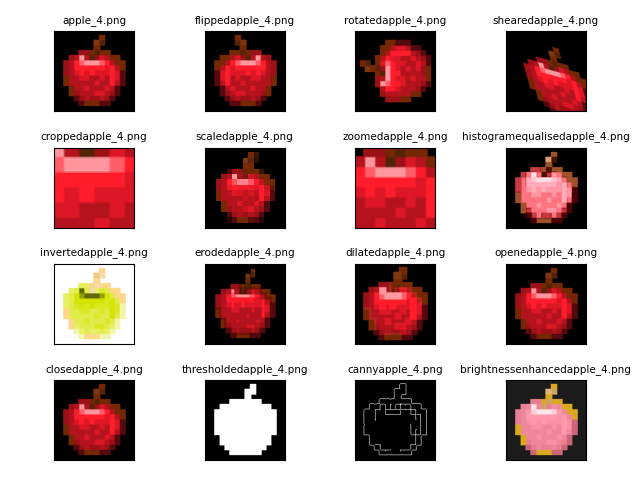 apple_4.png
flippedapple_4.png
rotatedapple_4.png
shearedapple_4.png
croppedapple_4.png
scaledapple_4.png
zoomedapple_4.png
histogramequalisedapple_4.png
invertedapple_4.png
erodedapple_4.png
dilatedapple_4.png
openedapple_4.png
closedapple_4.png
thresholdedapple_4.png
cannyapple_4.png
brightnessenhancedapple_4.png